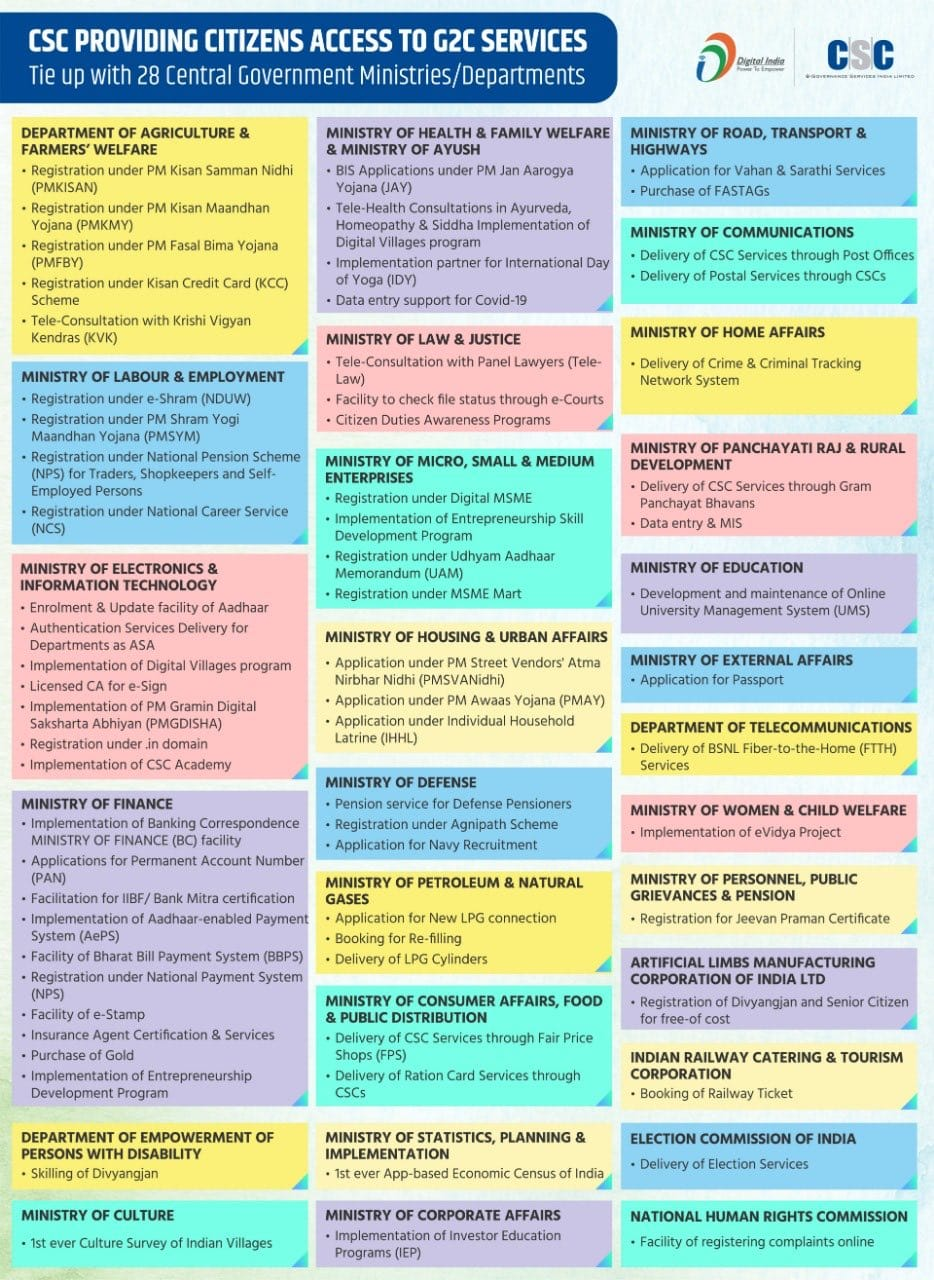 CSC PROVIDING CITIZENS ACCESS TO G2C SERVICES
Tie up with 28 Central Government Ministries/Departments
Digital India
Power To Empower
CSC
e-GOVERNANCE SERVICES INDIA LIMITED
DEPARTMENT OF AGRICULTURE &
FARMERS' WELFARE
• Registration under PM Kisan Samman Nidhi
(PMKISAN)
• Registration under PM Kisan Maandhan
Yojana (PMKMY)
• Registration under PM Fasal Bima Yojana
(PMFBY)
• Registration under Kisan Credit Card (KCC)
Scheme
• Tele-Consultation with Krishi Vigyan
Kendras (KVK)
MINISTRY OF LABOUR & EMPLOYMENT
• Registration under e-Shram (NDUW)
• Registration under PM Shram Yogi
Maandhan Yojana (PMSYM)
• Registration under National Pension Scheme
(NPS) for Traders, Shopkeepers and Self-
Employed Persons
• Registration under National Career Service
(NCS)
MINISTRY OF ELECTRONICS &
INFORMATION TECHNOLOGY
• Enrolment & Update facility of Aadhaar
• Authentication Services Delivery for
Departments as ASA
• Implementation of Digital Villages program
• Licensed CA for e-Sign
• Implementation of PM Gramin Digital
Saksharta Abhiyan (PMGDISHA)
• Registration under .in domain
• Implementation of CSC Academy
MINISTRY OF FINANCE
• Implementation of Banking Correspondence
MINISTRY OF FINANCE (BC) facility
• Applications for Permanent Account Number
(PAN)
• Facilitation for IIBF/ Bank Mitra certification
• Implementation of Aadhaar-enabled Payment
System (AePS)
• Facility of Bharat Bill Payment System (BBPS)
• Registration under National Payment System
(NPS)
• Facility of e-Stamp
• Insurance Agent Certification & Services
• Purchase of Gold
• Implementation of Entrepreneurship
Development Program
DEPARTMENT OF EMPOWERMENT OF
PERSONS WITH DISABILITY
• Skilling of Divyangjan
MINISTRY OF CULTURE
• 1st ever Culture Survey of Indian Villages
MINISTRY OF HEALTH & FAMILY WELFARE
& MINISTRY OF AYUSH
• BIS Applications under PM Jan Aarogya
Yojana (JAY)
• Tele-Health Consultations in Ayurveda,
Homeopathy & Siddha Implementation of
Digital Villages program
• Implementation partner for International Day
of Yoga (IDY)
• Data entry support for Covid-19
MINISTRY OF LAW & JUSTICE
• Tele-Consultation with Panel Lawyers (Tele-
Law)
• Facility to check file status through e-Courts
• Citizen Duties Awareness Programs
MINISTRY OF MICRO, SMALL & MEDIUM
ENTERPRISES
• Registration under Digital MSME
• Implementation of Entrepreneurship Skill
Development Program
• Registration under Udhyam Aadhaar
Memorandum (UAM)
• Registration under MSME Mart
MINISTRY OF HOUSING & URBAN AFFAIRS
• Application under PM Street Vendors' Atma
Nirbhar Nidhi (PMSVANidhi)
• Application under PM Awaas Yojana (PMAY)
• Application under Individual Household
Latrine (IHHL)
MINISTRY OF DEFENSE
• Pension service for Defense Pensioners
• Registration under Agnipath Scheme
• Application for Navy Recruitment
MINISTRY OF PETROLEUM & NATURAL
GASES
• Application for New LPG connection
• Booking for Re-filling
• Delivery of LPG Cylinders
MINISTRY OF CONSUMER AFFAIRS, FOOD
& PUBLIC DISTRIBUTION
• Delivery of CSC Services through Fair Price
Shops (FPS)
• Delivery of Ration Card Services through
CSCs
MINISTRY OF STATISTICS, PLANNING &
IMPLEMENTATION
• 1st ever App-based Economic Census of India
MINISTRY OF CORPORATE AFFAIRS
• Implementation of Investor Education
Programs (IEP)
MINISTRY OF ROAD, TRANSPORT &
HIGHWAYS
• Application for Vahan & Sarathi Services
• Purchase of FASTAGs
MINISTRY OF COMMUNICATIONS
• Delivery of CSC Services through Post Offices
• Delivery of Postal Services through CSCs
MINISTRY OF HOME AFFAIRS
• Delivery of Crime & Criminal Tracking
Network System
MINISTRY OF PANCHAYATI RAJ & RURAL
DEVELOPMENT
• Delivery of CSC Services through Gram
Panchayat Bhavans
• Data entry & MIS
MINISTRY OF EDUCATION
• Development and maintenance of Online
University Management System (UMS)
MINISTRY OF EXTERNAL AFFAIRS
• Application for Passport
DEPARTMENT OF TELECOMMUNICATIONS
• Delivery of BSNL Fiber-to-the-Home (FTTH)
Services
MINISTRY OF WOMEN & CHILD WELFARE
• Implementation of eVidya Project
MINISTRY OF PERSONNEL, PUBLIC
GRIEVANCES & PENSION
• Registration for Jeevan Praman Certificate
ARTIFICIAL LIMBS MANUFACTURING
CORPORATION OF INDIA LTD
• Registration of Divyangjan and Senior Citizen
for free-of cost
INDIAN RAILWAY CATERING & TOURISM
CORPORATION
• Booking of Railway Ticket
ELECTION COMMISSION OF INDIA
• Delivery of Election Services
NATIONAL HUMAN RIGHTS COMMISSION
• Facility of registering complaints online